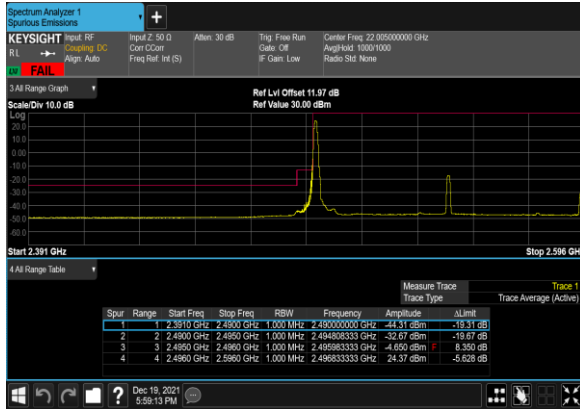 Spectrum Analyzer 1
Spurious Emissions
+
KEYSIGHT Input: RF Input Z: 50 Ω Atten: 30 dB Trig: Free Run Center Freq: 22.005000000 GHz
RL Coupling: DC Corr CCorr Gate: Off Avg|Hold: 1000/1000
Align: Auto Freq Ref: Int (S) IF Gain: Low Radio Std: None
LV FAIL
3 All Range Graph
Scale/Div 10.0 dB Ref Lvl Offset 11.97 dB
Ref Value 30.00 dBm
Log
20.0
10.0
0.00
-10.0
-20.0
-30.0
-40.0
-50.0
-60.0
Start 2.391 GHz Stop 2.596 GH
4 All Range Table
Measure Trace Trace 1
Trace Type Trace Average (Active)
Spur Range Start Freq Stop Freq RBW Frequency Amplitude ΔLimit
1 1 2.3910 GHz 2.4900 GHz 1.000 MHz 2.490000000 GHz -44.31 dBm -19.31 dB
2 2 2.4900 GHz 2.4950 GHz 1.000 MHz 2.494808333 GHz -32.67 dBm -19.67 dB
3 3 2.4950 GHz 2.4960 GHz 1.000 MHz 2.495983333 GHz -4.650 dBm F 8.350 dB
4 4 2.4960 GHz 2.5960 GHz 1.000 MHz 2.496833333 GHz 24.37 dBm -5.628 dB
? Dec 19, 2021
5:59:13 PM